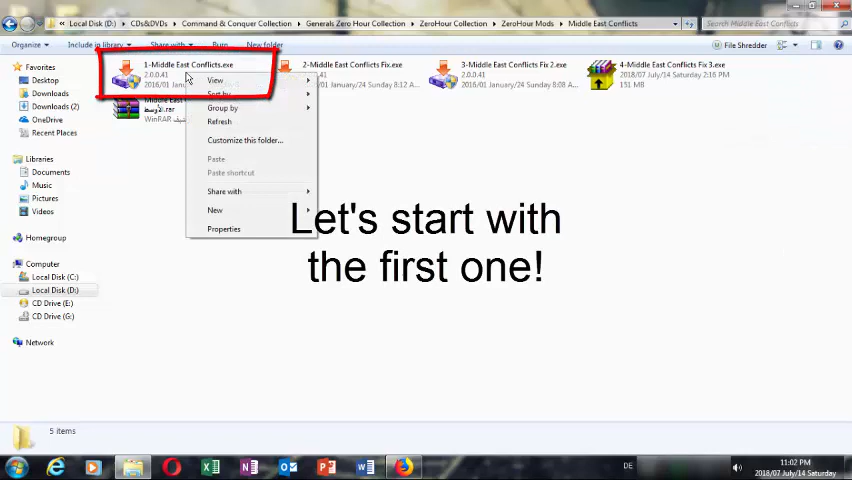 Local Disk (D:) ▸ CDs&DVDs ▸ Command & Conquer Collection ▸ Generals Zero Hour Collection ▸ ZeroHour Collection ▸ ZeroHour Mods ▸ Middle East Conflicts
Search Middle East Conflicts
Organize Include in library Share with Burn New folder File Shredder
Favorites
Desktop
Downloads
Downloads (2)
OneDrive
Recent Places
Libraries
Documents
Music
Pictures
Videos
Homegroup
Computer
Local Disk (C:)
Local Disk (D:)
CD Drive (E:)
CD Drive (G:)
Network
1-Middle East Conflicts.exe
2.0.0.41
2016/01 Janu
2-Middle East Conflicts Fix.exe
2.0.0.41
January/24 Sunday 8:12 A...
3-Middle East Conflicts Fix 2.exe
2.0.0.41
2016/01 January/24 Sunday 8:08 A...
4-Middle East Conflicts Fix 3.exe
2018/07 July/14 Saturday 2:16 PM
151 MB
Middle East
الأوسط.rar
WinRAR
View
Sort by
Group by
Refresh
Customize this folder...
Paste
Paste shortcut
Share with
New
Properties
Let's start with
the first one!
5 items
DE
11:02 PM
2018/07 July/14 Saturday